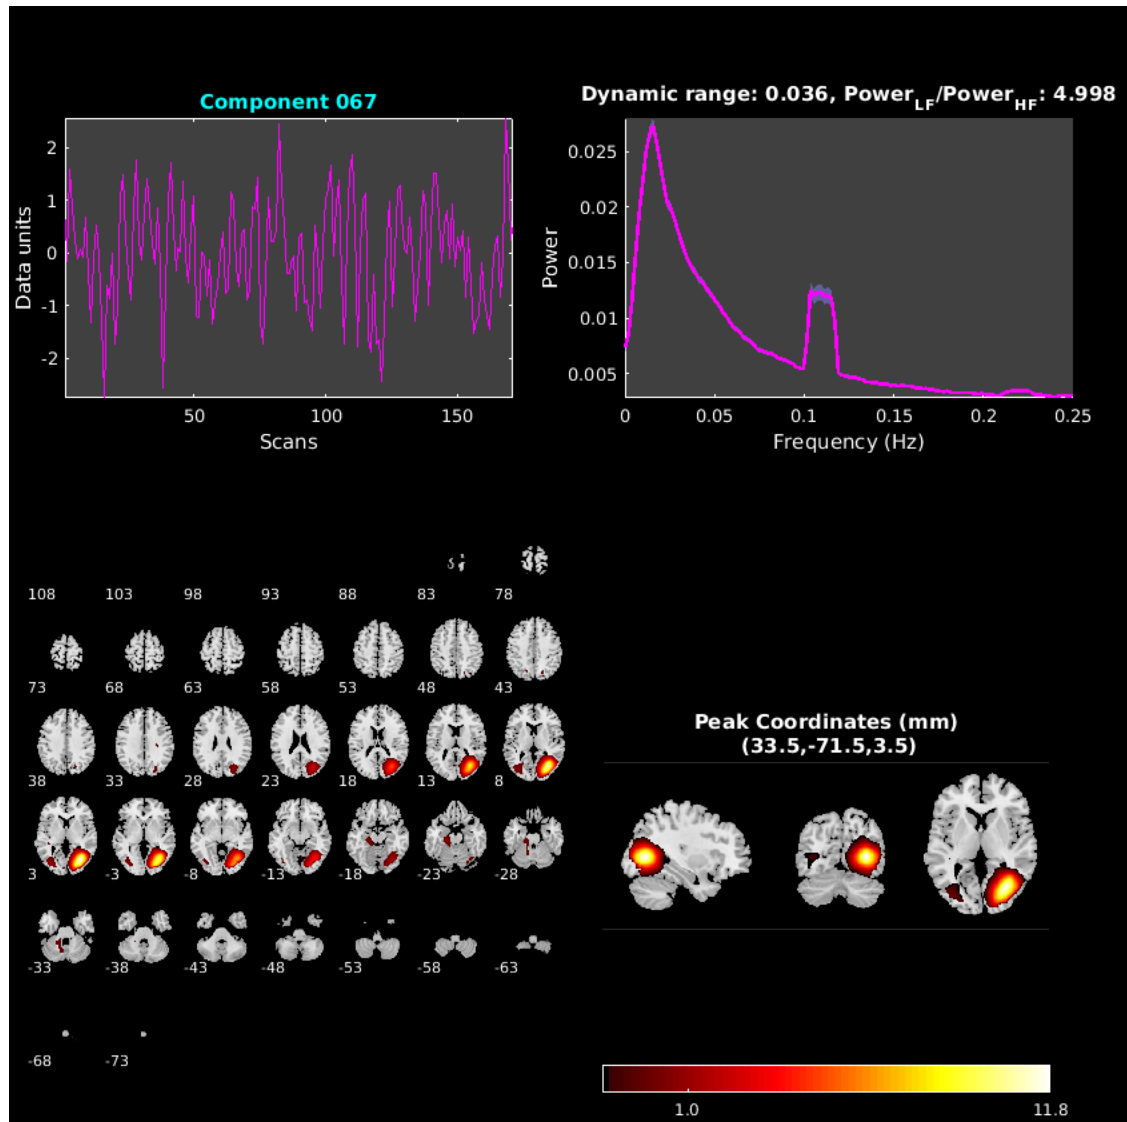 Component 067
Data units
2
1
0
-1
-2
50 100 150
Scans
Dynamic range: 0.036, Power_LF/Power_HF: 4.998
Power
0.025
0.02
0.015
0.01
0.005
0 0.05 0.1 0.15 0.2 0.25
Frequency (Hz)
108 103 98 93 88 83 78
73 68 63 58 53 48 43
38 33 28 23 18 13 8
3 -3 -8 -13 -18 -23 -28
-33 -38 -43 -48 -53 -58 -63
-68 -73
Peak Coordinates (mm)
(33.5,-71.5,3.5)
1.0 11.8